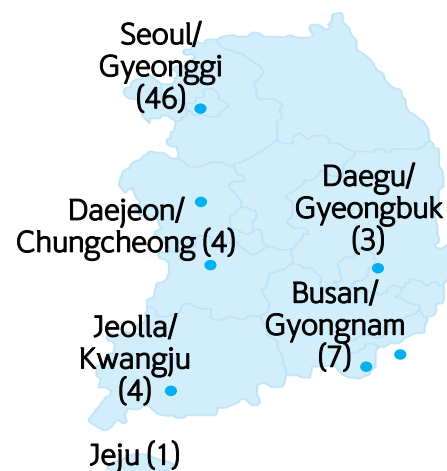 Seoul/
Gyeonggi
(46)
Daegu/
Gyeongbuk
(3)
Daejeon/
Chungcheong (4)
Busan/
Gyongnam
(7)
Jeolla/
Kwangju
(4)
Jeju (1)